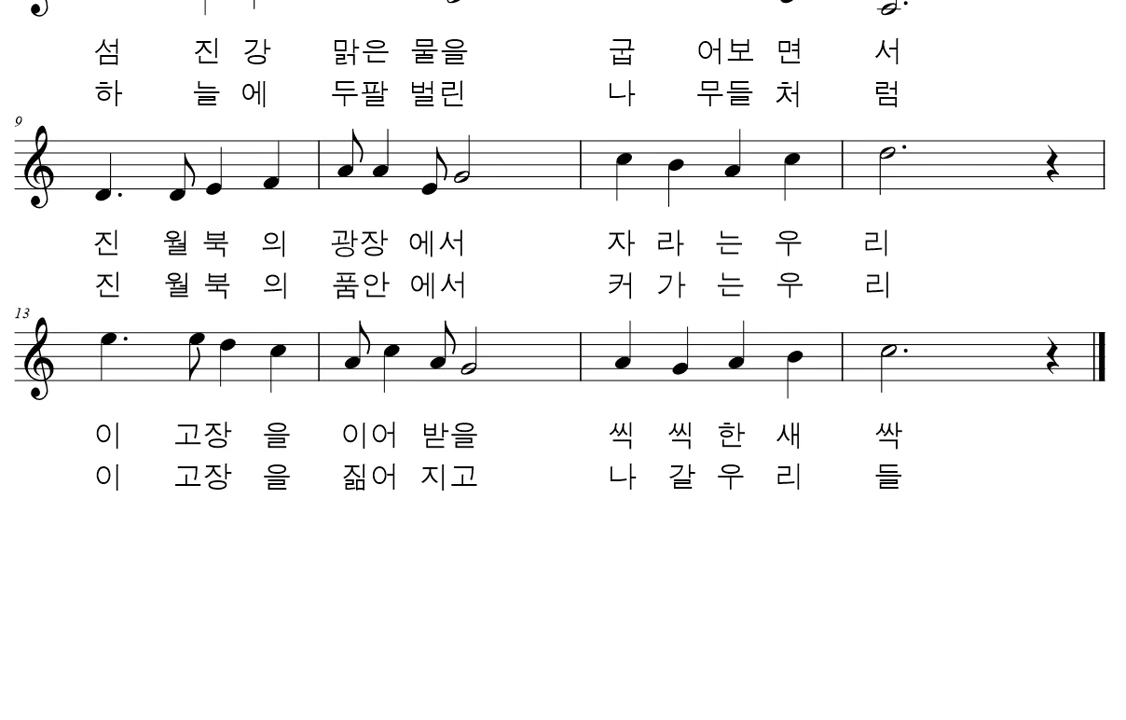 섬 진 강 맑은 물을 굽 어보 면 서
하 늘 에 두팔 벌린 나 무들 처 럼
9
진 월 북 의 광장 에서 자 라 는 우 리
진 월 북 의 품안 에서 커 가 는 우 리
13
이 고장 을 이어 받을 씩 씩 한 새 싹
이 고장 을 짊어 지고 나 갈 우 리 들